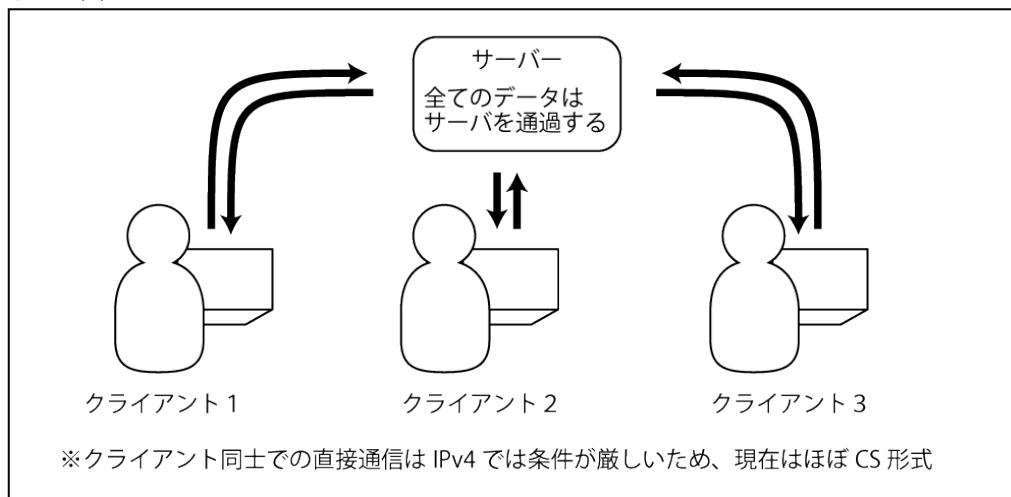 サーバー
全てのデータは
サーバを通過する
クライアント 1
クライアント 2
クライアント 3
※クライアント同士での直接通信は IPv4 では条件が厳しいため、現在はほぼ CS 形式